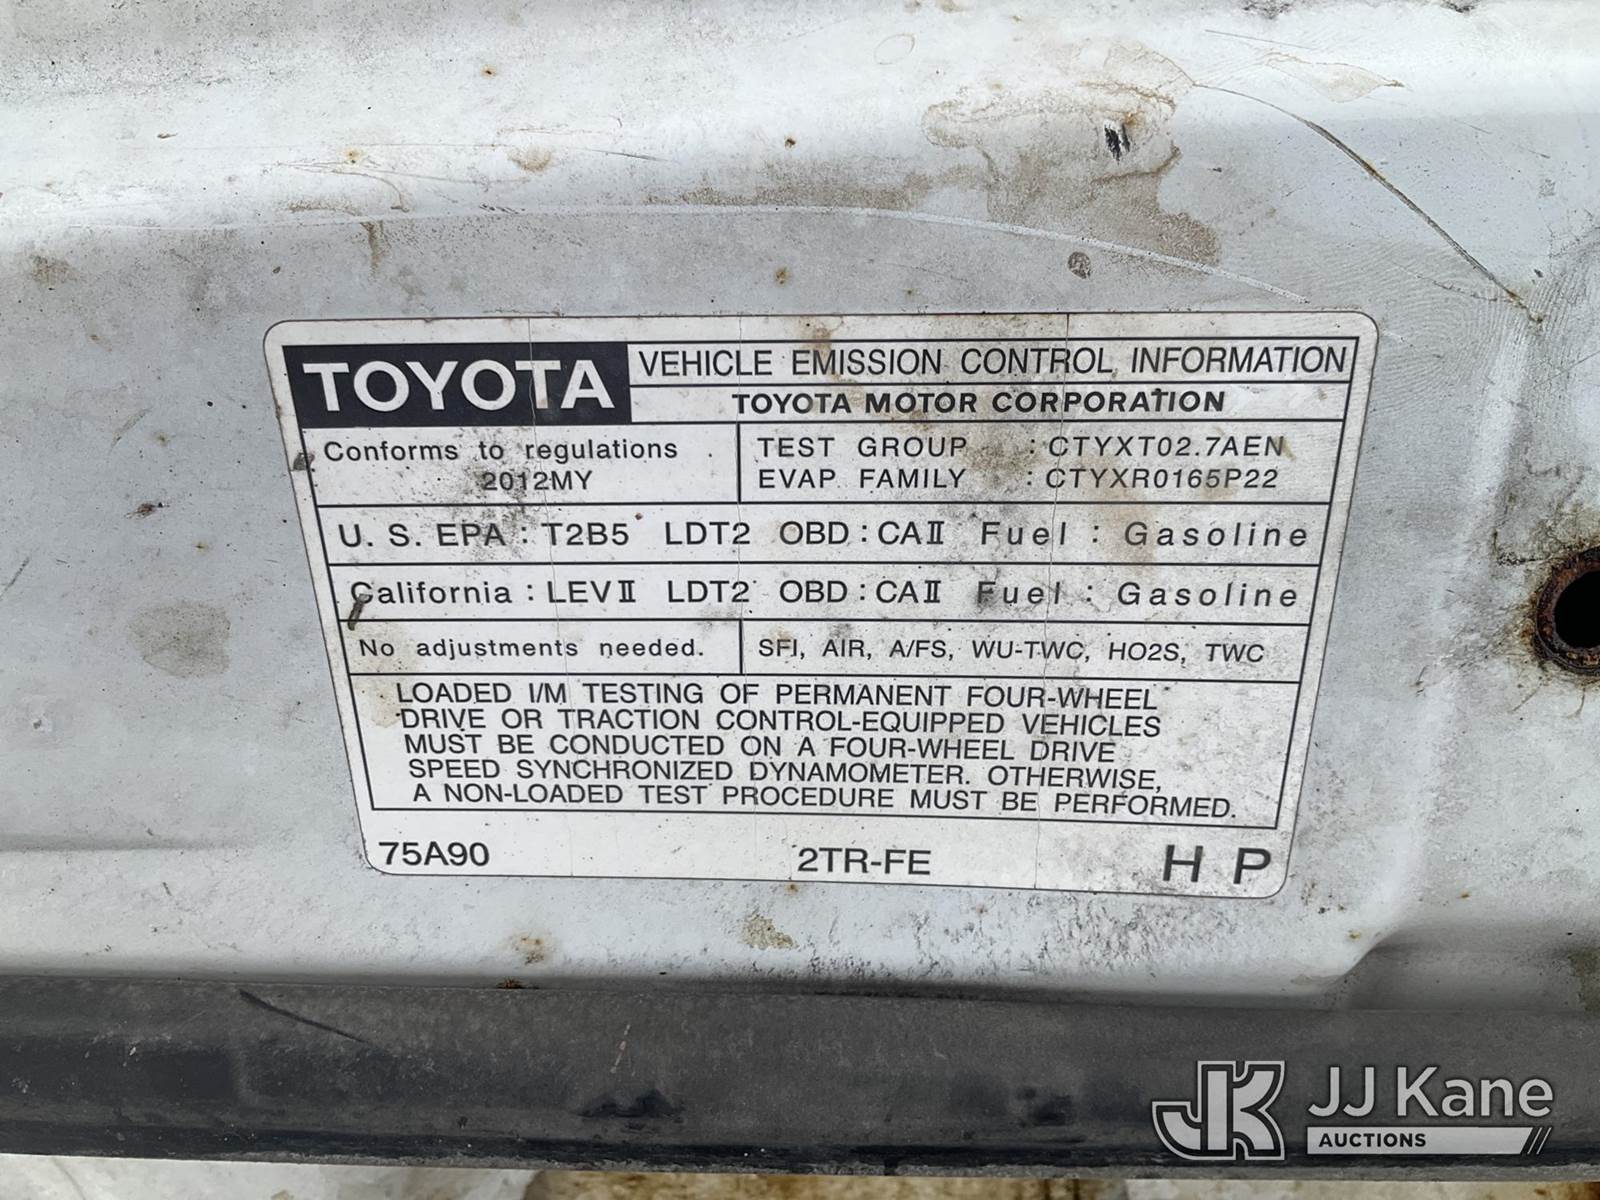 TOYOTA
VEHICLE EMISSION CONTROL INFORMATION
TOYOTA MOTOR CORPORATION
Conforms to regulations
2012MY
TEST GROUP : CTYXT02.7AEN
EVAP FAMILY : CTYXR0165P22
U. S. EPA : T2B5 LDT2 OBD : CAⅡ Fuel : Gasoline
California : LEVⅡ LDT2 OBD : CAⅡ Fuel : Gasoline
No adjustments needed.
SFI, AIR, A/FS, WU-TWC, HO2S, TWC
LOADED I/M TESTING OF PERMANENT FOUR-WHEEL
DRIVE OR TRACTION CONTROL-EQUIPPED VEHICLES
MUST BE CONDUCTED ON A FOUR-WHEEL DRIVE
SPEED SYNCHRONIZED DYNAMOMETER. OTHERWISE,
A NON-LOADED TEST PROCEDURE MUST BE PERFORMED.
75A90 2TR-FE H P
JK JJ Kane
AUCTIONS